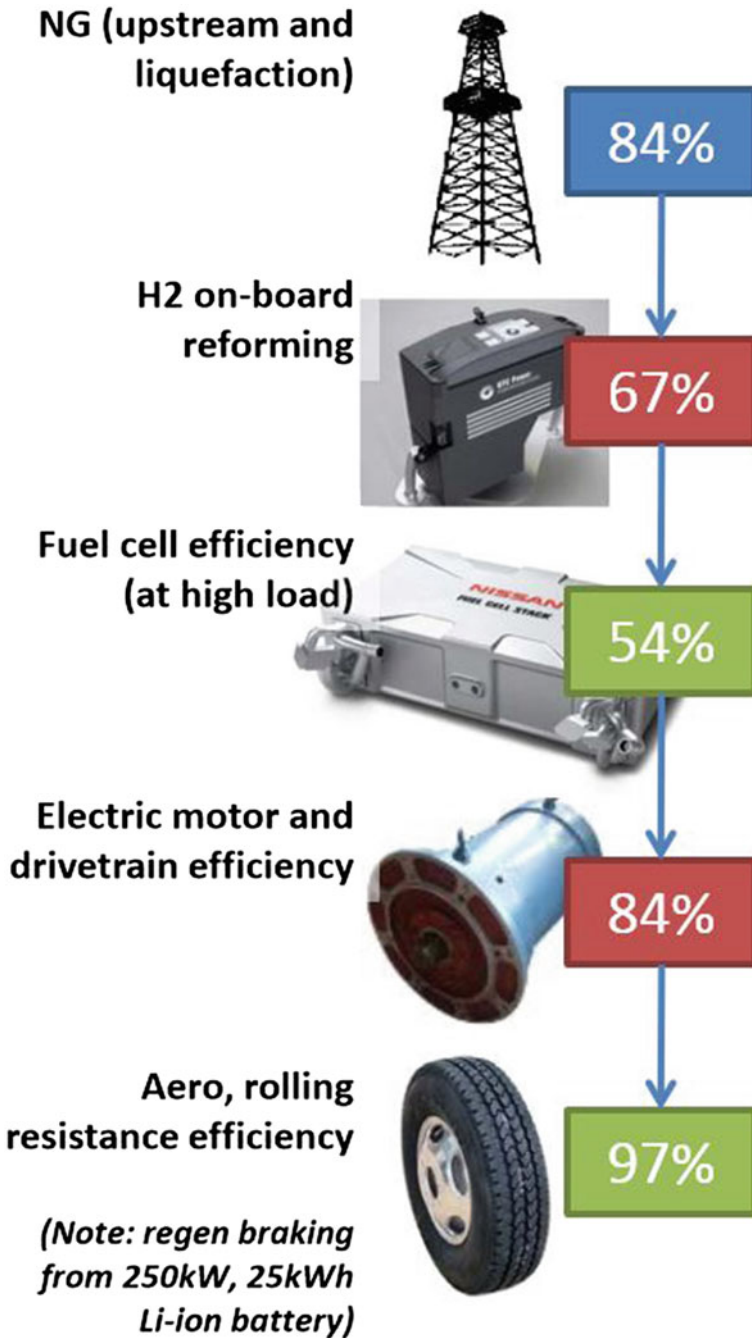 NG (upstream and
liquefaction)
84%
H2 on-board
reforming
BTC Power
67%
Fuel cell efficiency
(at high load)
NISSAN
FUEL CELL STACK
54%
Electric motor and
drivetrain efficiency
84%
Aero, rolling
resistance efficiency
97%
(Note: regen braking
from 250kW, 25kWh
Li-ion battery)